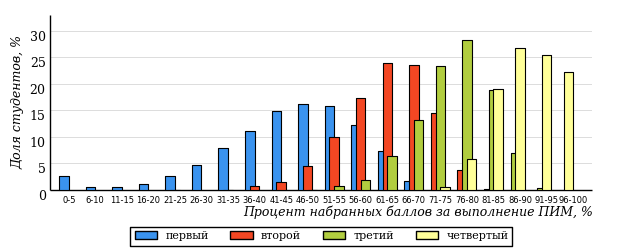 Доля студентов, %
30
25
20
15
10
5
0
0-5 6-10 11-15 16-20 21-25 26-30 31-35 36-40 41-45 46-50 51-55 56-60 61-65 66-70 71-75 76-80 81-85 86-90 91-95 96-100
Процент набранных баллов за выполнение ПИМ, %
первый второй третий четвертый